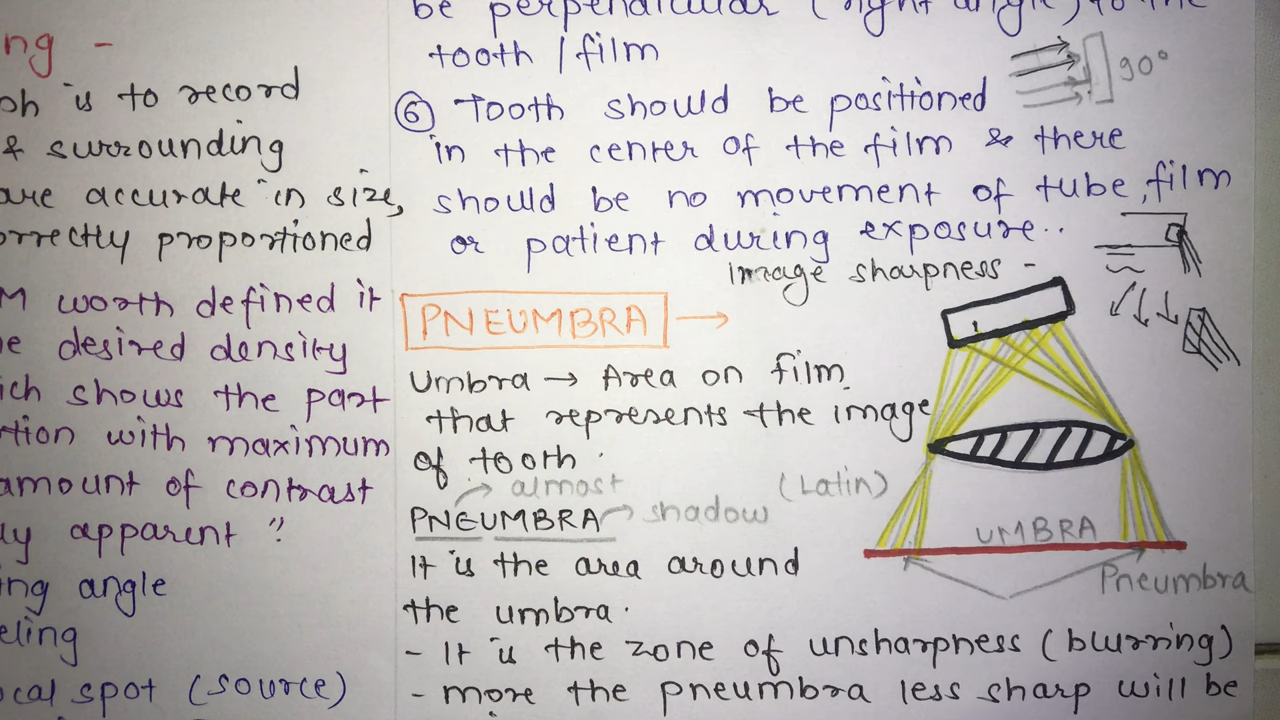 ng -
ph is to record
& surrounding
are accurate in size,
orrectly proportioned
M worth defined it
e desired density
ich shows the part
tion with maximum
amount of contrast
ly apparent "
ing angle
eling
ocal spot (source)
be perpendicular (right angle) to the
tooth / film
90°
⑥ Tooth should be positioned
in the center of the film & there
should be no movement of tube, film
or patient during exposure..
image sharpness -
PNEUMBRA →
Umbra → Area on film
that represents the image
of tooth.
almost
(Latin)
PNEUMBRA shadow
It is the area around
the umbra.
UMBRA
Pneumbra
- It is the zone of unsharpness (blurring)
- more the pneumbra less sharp will be